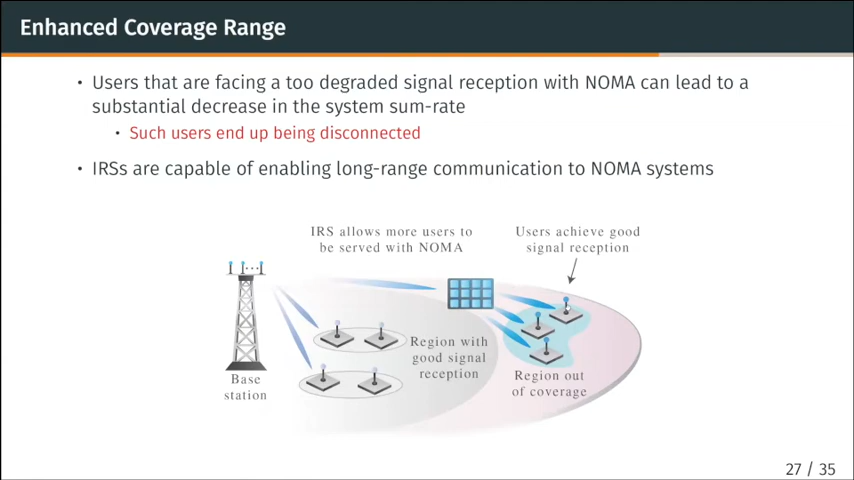 Enhanced Coverage Range
• Users that are facing a too degraded signal reception with NOMA can lead to a
substantial decrease in the system sum-rate
• Such users end up being disconnected
• IRSs are capable of enabling long-range communication to NOMA systems
IRS allows more users to
be served with NOMA
Users achieve good
signal reception
Region with
good signal
reception
Base
station
Region out
of coverage
27 / 35